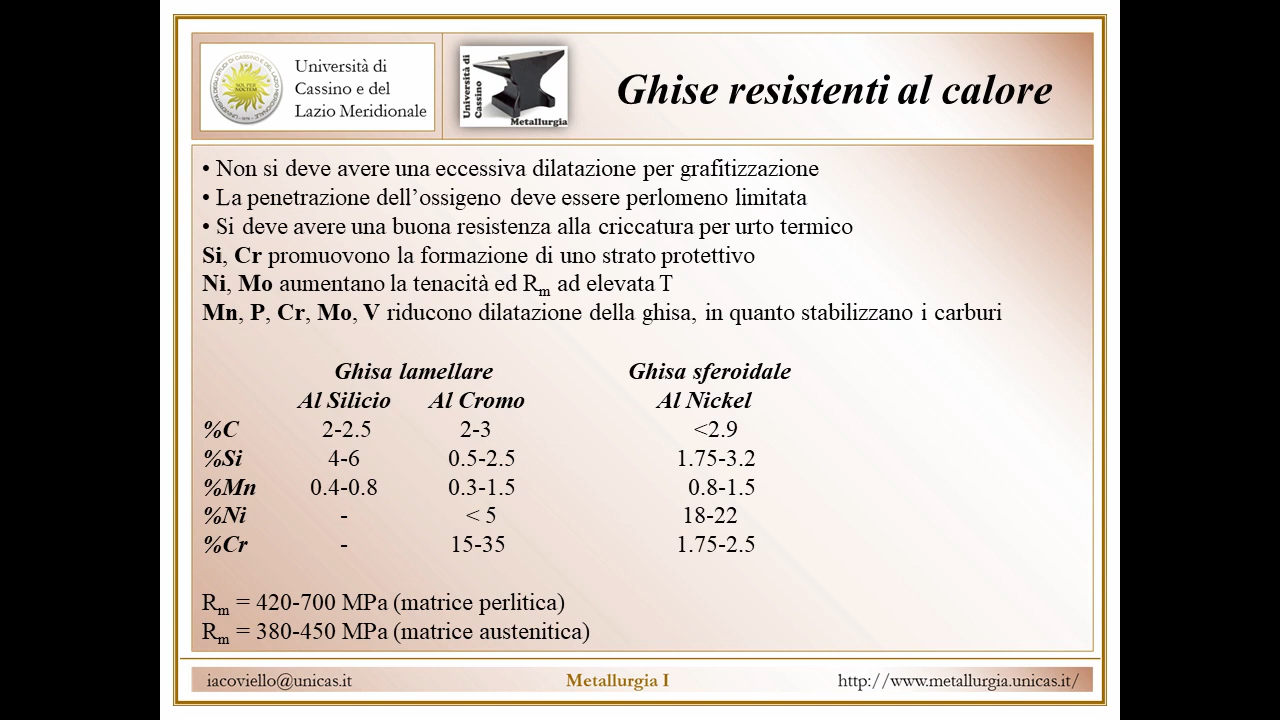 Università di
Cassino e del
Lazio Meridionale
Università di
Cassino
Metallurgia
Ghise resistenti al calore
• Non si deve avere una eccessiva dilatazione per grafitizzazione
• La penetrazione dell’ossigeno deve essere perlomeno limitata
• Si deve avere una buona resistenza alla criccatura per urto termico
Si, Cr promuovono la formazione di uno strato protettivo
Ni, Mo aumentano la tenacità ed Rm ad elevata T
Mn, P, Cr, Mo, V riducono dilatazione della ghisa, in quanto stabilizzano i carburi
Ghisa lamellare Ghisa sferoidale
Al Silicio Al Cromo Al Nickel
%C 2-2.5 2-3 <2.9
%Si 4-6 0.5-2.5 1.75-3.2
%Mn 0.4-0.8 0.3-1.5 0.8-1.5
%Ni - < 5 18-22
%Cr - 15-35 1.75-2.5
Rm = 420-700 MPa (matrice perlitica)
Rm = 380-450 MPa (matrice austenitica)
iacoviello@unicas.it Metallurgia I http://www.metallurgia.unicas.it/